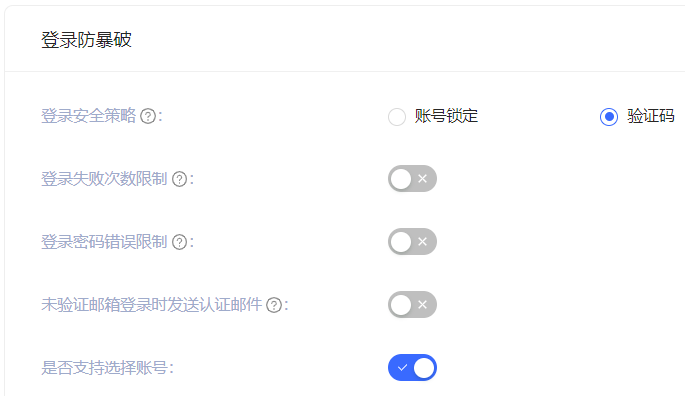 登录防暴破
登录安全策略 ?: 账号锁定 验证码
登录失败次数限制 ?:
登录密码错误限制 ?:
未验证邮箱登录时发送认证邮件 ?:
是否支持选择账号: